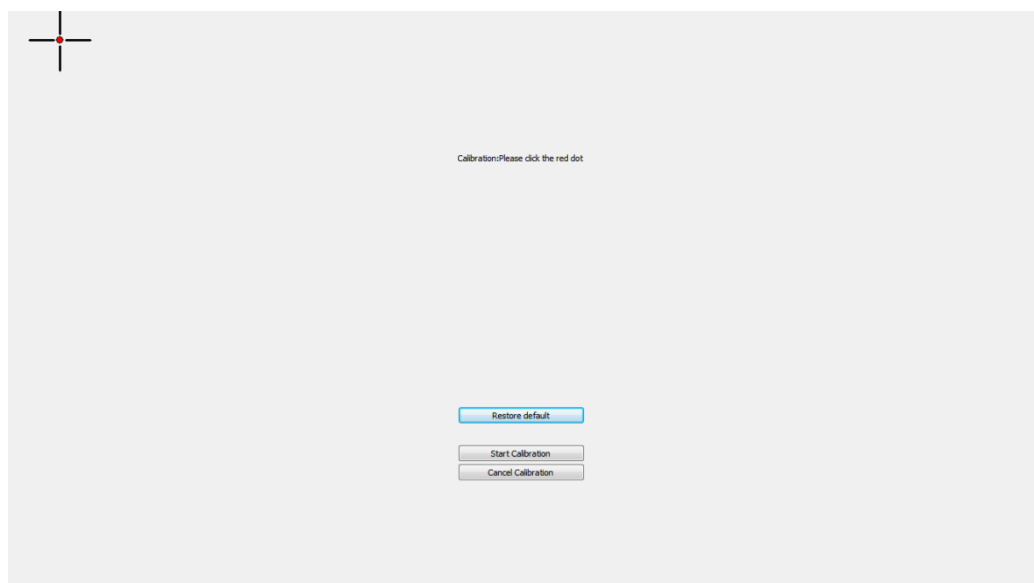 Calibration:Please click the red dot
Restore default
Start Calibration
Cancel Calibration